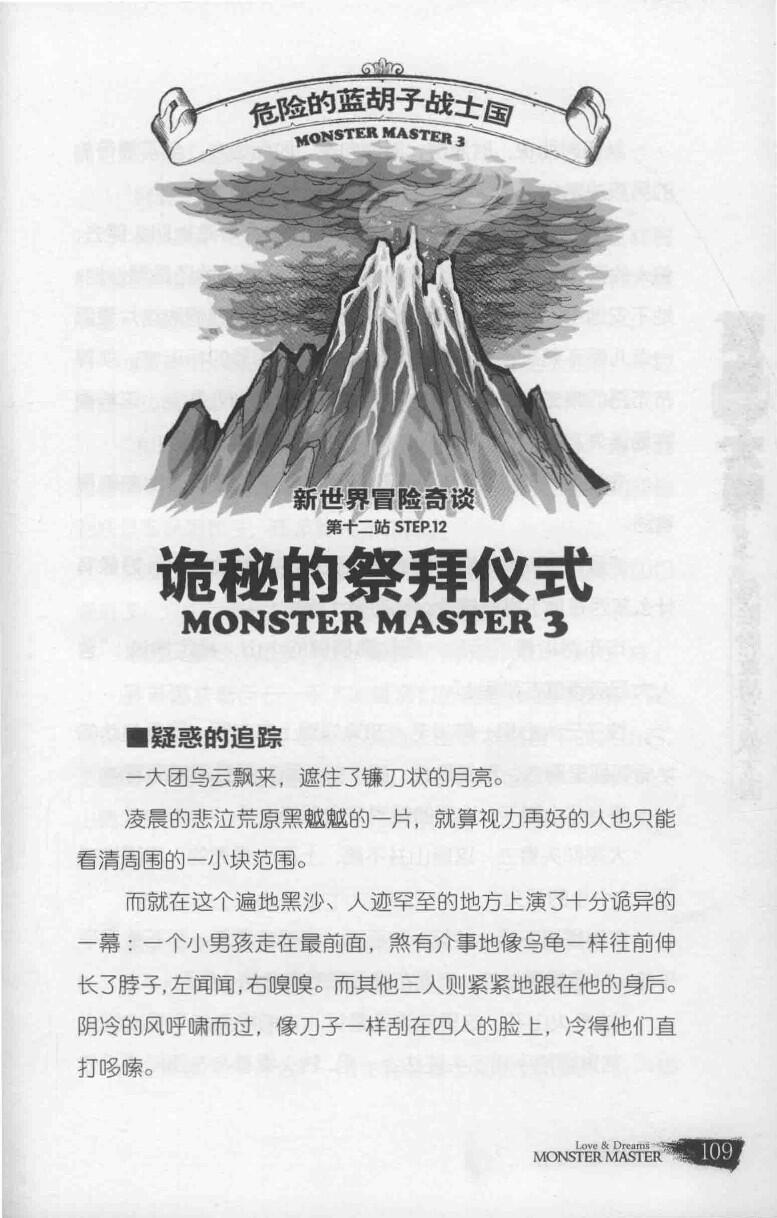 危险的蓝胡子战士国
MONSTER MASTER 3
新世界冒险奇谈
第十二站 STEP.12
诡秘的祭拜仪式
MONSTER MASTER 3
■疑惑的追踪
一大团乌云飘来，遮住了镰刀状的月亮。
凌晨的悲泣荒原黑魆魆的一片，就算视力再好的人也只能
看清周围的一小块范围。
而就在这个遍地黑沙、人迹罕至的地方上演了十分诡异的
一幕：一个小男孩走在最前面，煞有介事地像乌龟一样往前伸
长了脖子,左闻闻,右嗅嗅。而其他三人则紧紧地跟在他的身后。
阴冷的风呼啸而过，像刀子一样刮在四人的脸上，冷得他们直
打哆嗦。
Love & Dreams
MONSTER MASTER 109